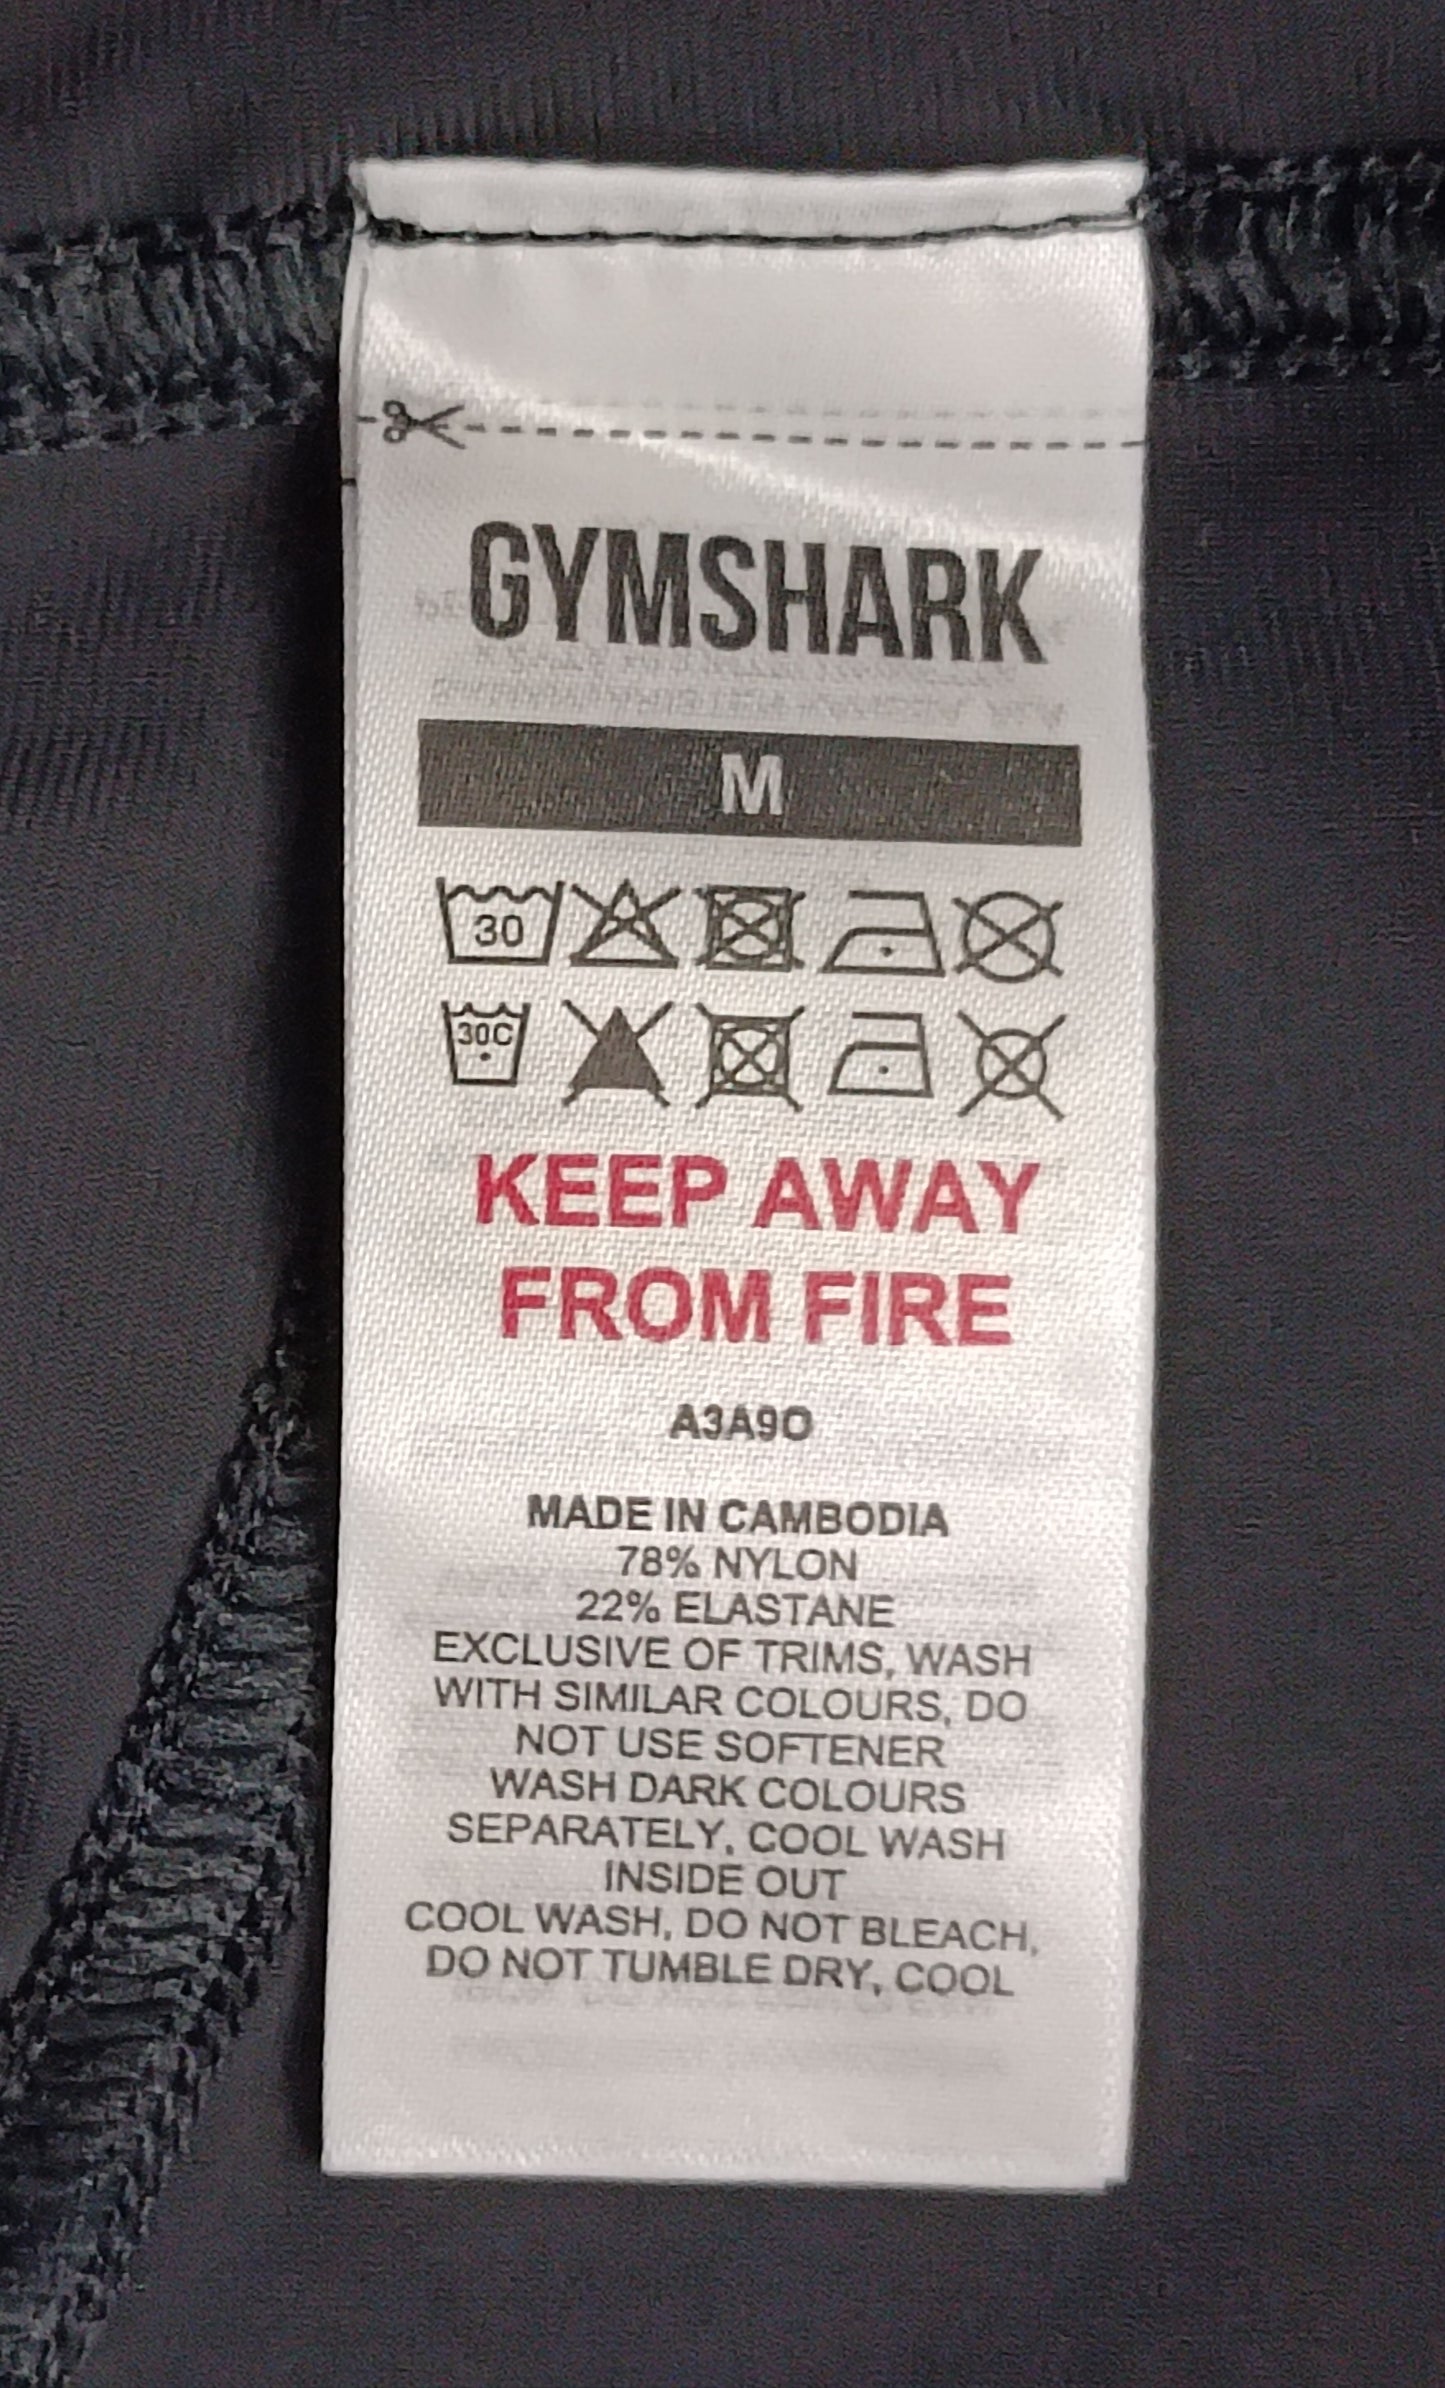 GYMSHARK
M
30
30C
KEEP AWAY
FROM FIRE
A3A9O
MADE IN CAMBODIA
78% NYLON
22% ELASTANE
EXCLUSIVE OF TRIMS, WASH
WITH SIMILAR COLOURS, DO
NOT USE SOFTENER
WASH DARK COLOURS
SEPARATELY, COOL WASH
INSIDE OUT
COOL WASH, DO NOT BLEACH,
DO NOT TUMBLE DRY, COOL